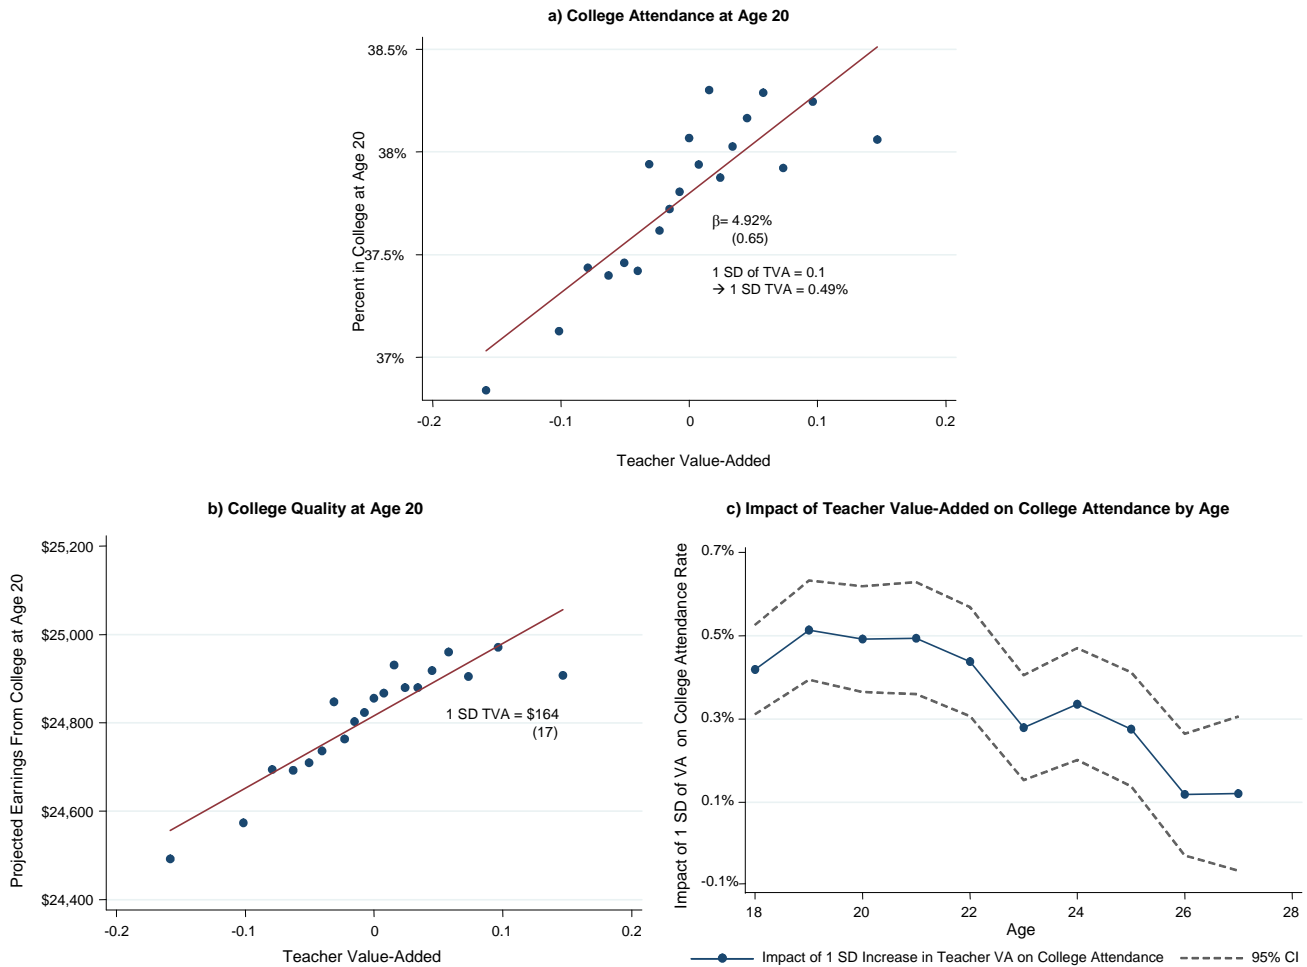 a) College Attendance at Age 20
Percent in College at Age 20
38.5%
38%
37.5%
37%
β= 4.92%
(0.65)
1 SD of TVA = 0.1
→ 1 SD TVA = 0.49%
-0.2
-0.1
0
0.1
0.2
Teacher Value-Added
b) College Quality at Age 20
Projected Earnings From College at Age 20
$25,200
$25,000
$24,800
$24,600
$24,400
1 SD TVA = $164
(17)
-0.2
-0.1
0
0.1
0.2
Teacher Value-Added
c) Impact of Teacher Value-Added on College Attendance by Age
Impact of 1 SD of VA on College Attendance Rate
0.7%
0.5%
0.3%
0.1%
-0.1%
18
20
22
24
26
28
Age
Impact of 1 SD Increase in Teacher VA on College Attendance
95% CI